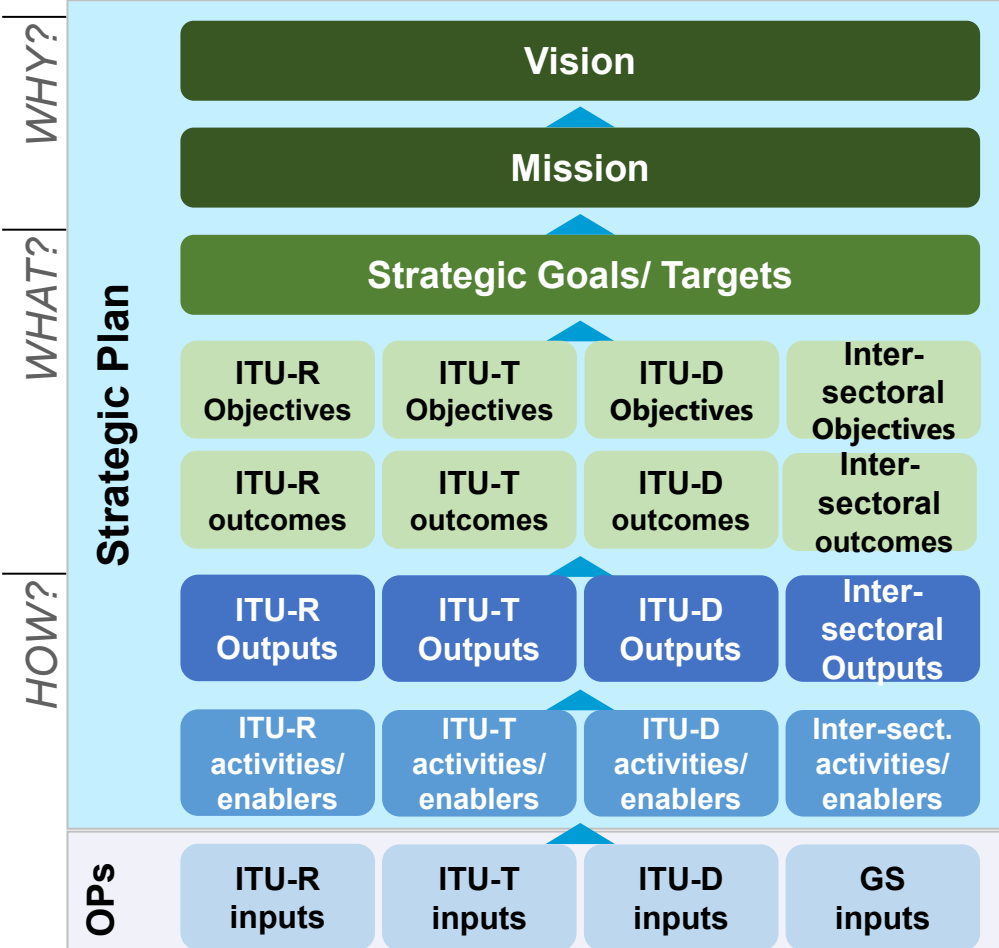 WHY?
WHAT?
HOW?
Strategic Plan
Vision
Mission
Strategic Goals/ Targets
ITU-R
Objectives
ITU-T
Objectives
ITU-D
Objectives
Inter-
sectoral
Objectives
ITU-R
outcomes
ITU-T
outcomes
ITU-D
outcomes
Inter-
sectoral
outcomes
ITU-R
Outputs
ITU-T
Outputs
ITU-D
Outputs
Inter-
sectoral
Outputs
ITU-R
activities/
enablers
ITU-T
activities/
enablers
ITU-D
activities/
enablers
Inter-sect.
activities/
enablers
OPs
ITU-R
inputs
ITU-T
inputs
ITU-D
inputs
GS
inputs